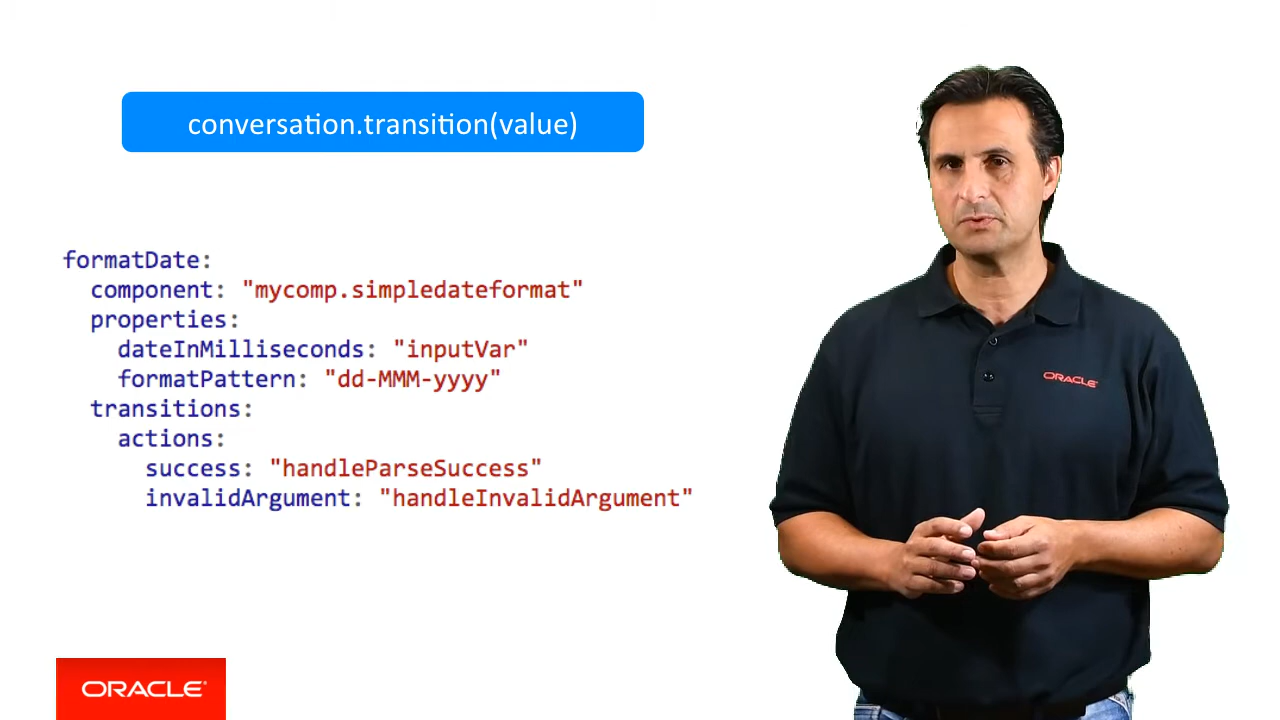 conversation.transition(value)
formatDate:
component: "mycomp.simpledateformat"
properties:
dateInMilliseconds: "inputVar"
formatPattern: "dd-MMM-yyyy"
transitions:
actions:
success: "handleParseSuccess"
invalidArgument: "handleInvalidArgument"
ORACLE
ORACLE